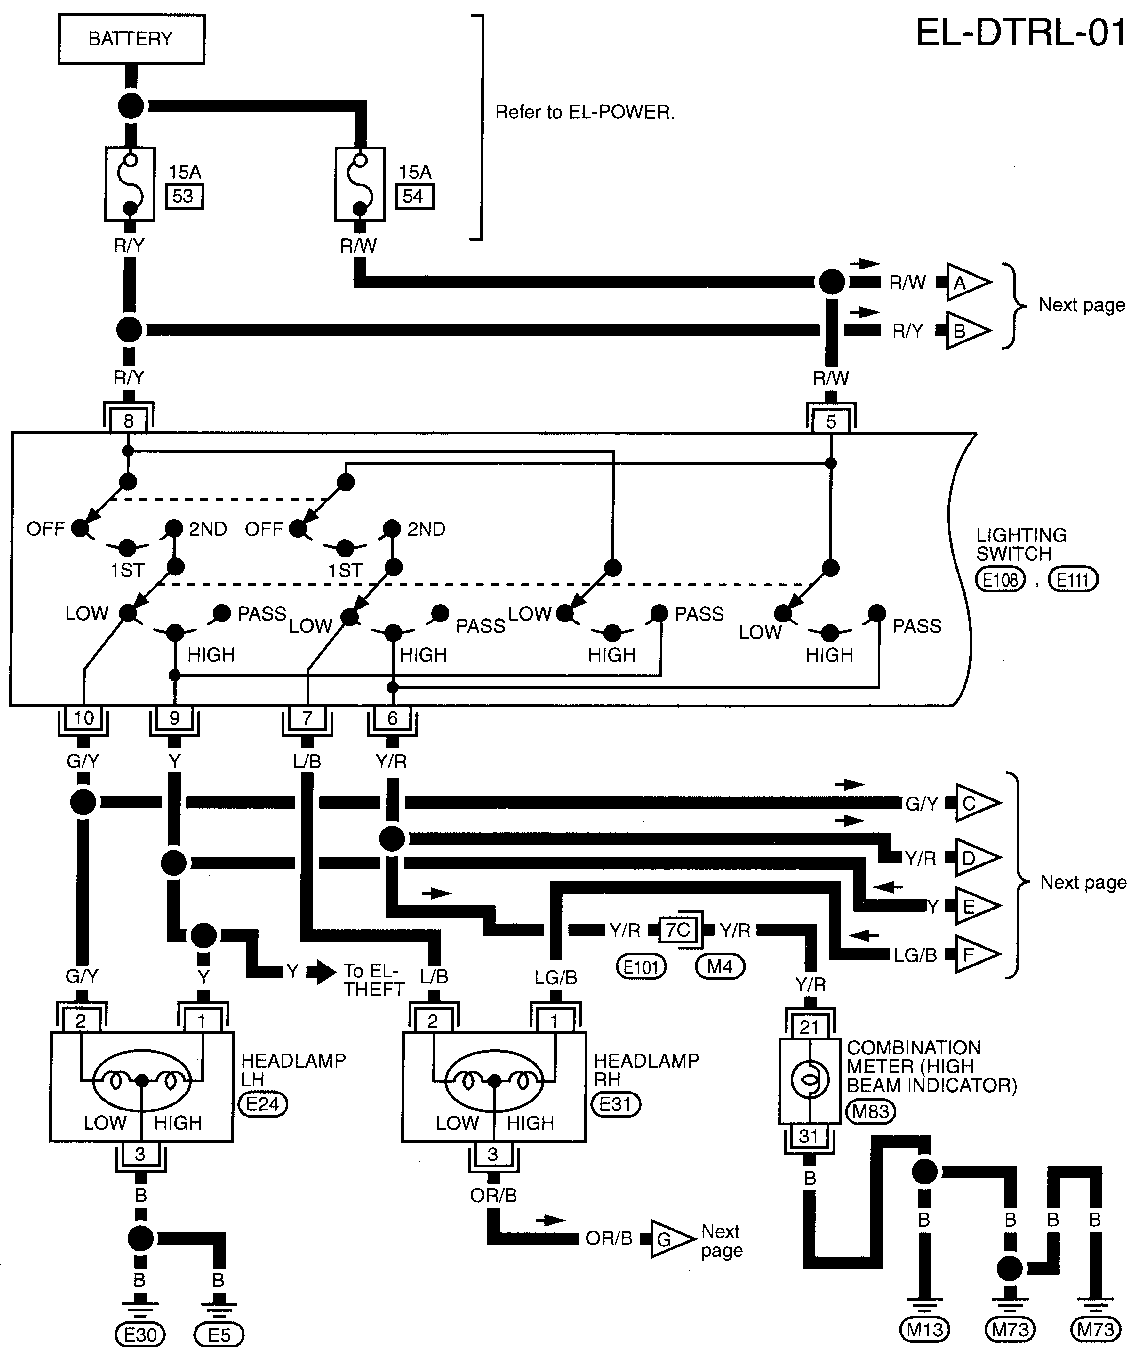 EL-DTRL-01
BATTERY
Refer to EL-POWER.
15A
53
15A
54
R/Y
R/W
R/W
A
Next page
R/Y
B
R/Y
R/W
8
5
OFF
2ND
OFF
2ND
1ST
1ST
LIGHTING
SWITCH
E108 , E111
LOW
PASS
LOW
PASS
LOW
PASS
LOW
PASS
HIGH
HIGH
HIGH
HIGH
10
9
7
6
G/Y
Y
L/B
Y/R
G/Y
C
Y/R
D
Next page
Y
E
Y/R
7C
Y/R
LG/B
F
E101
M4
G/Y
Y
Y
To EL-
THEFT
L/B
LG/B
Y/R
2
1
2
1
21
HEADLAMP
LH
E24
LOW
HIGH
HEADLAMP
RH
E31
LOW
HIGH
COMBINATION
METER (HIGH
BEAM INDICATOR)
M83
3
3
31
B
OR/B
B
OR/B
G
Next
page
B
B
B
B
B
B
E30
E5
M13
M73
M73